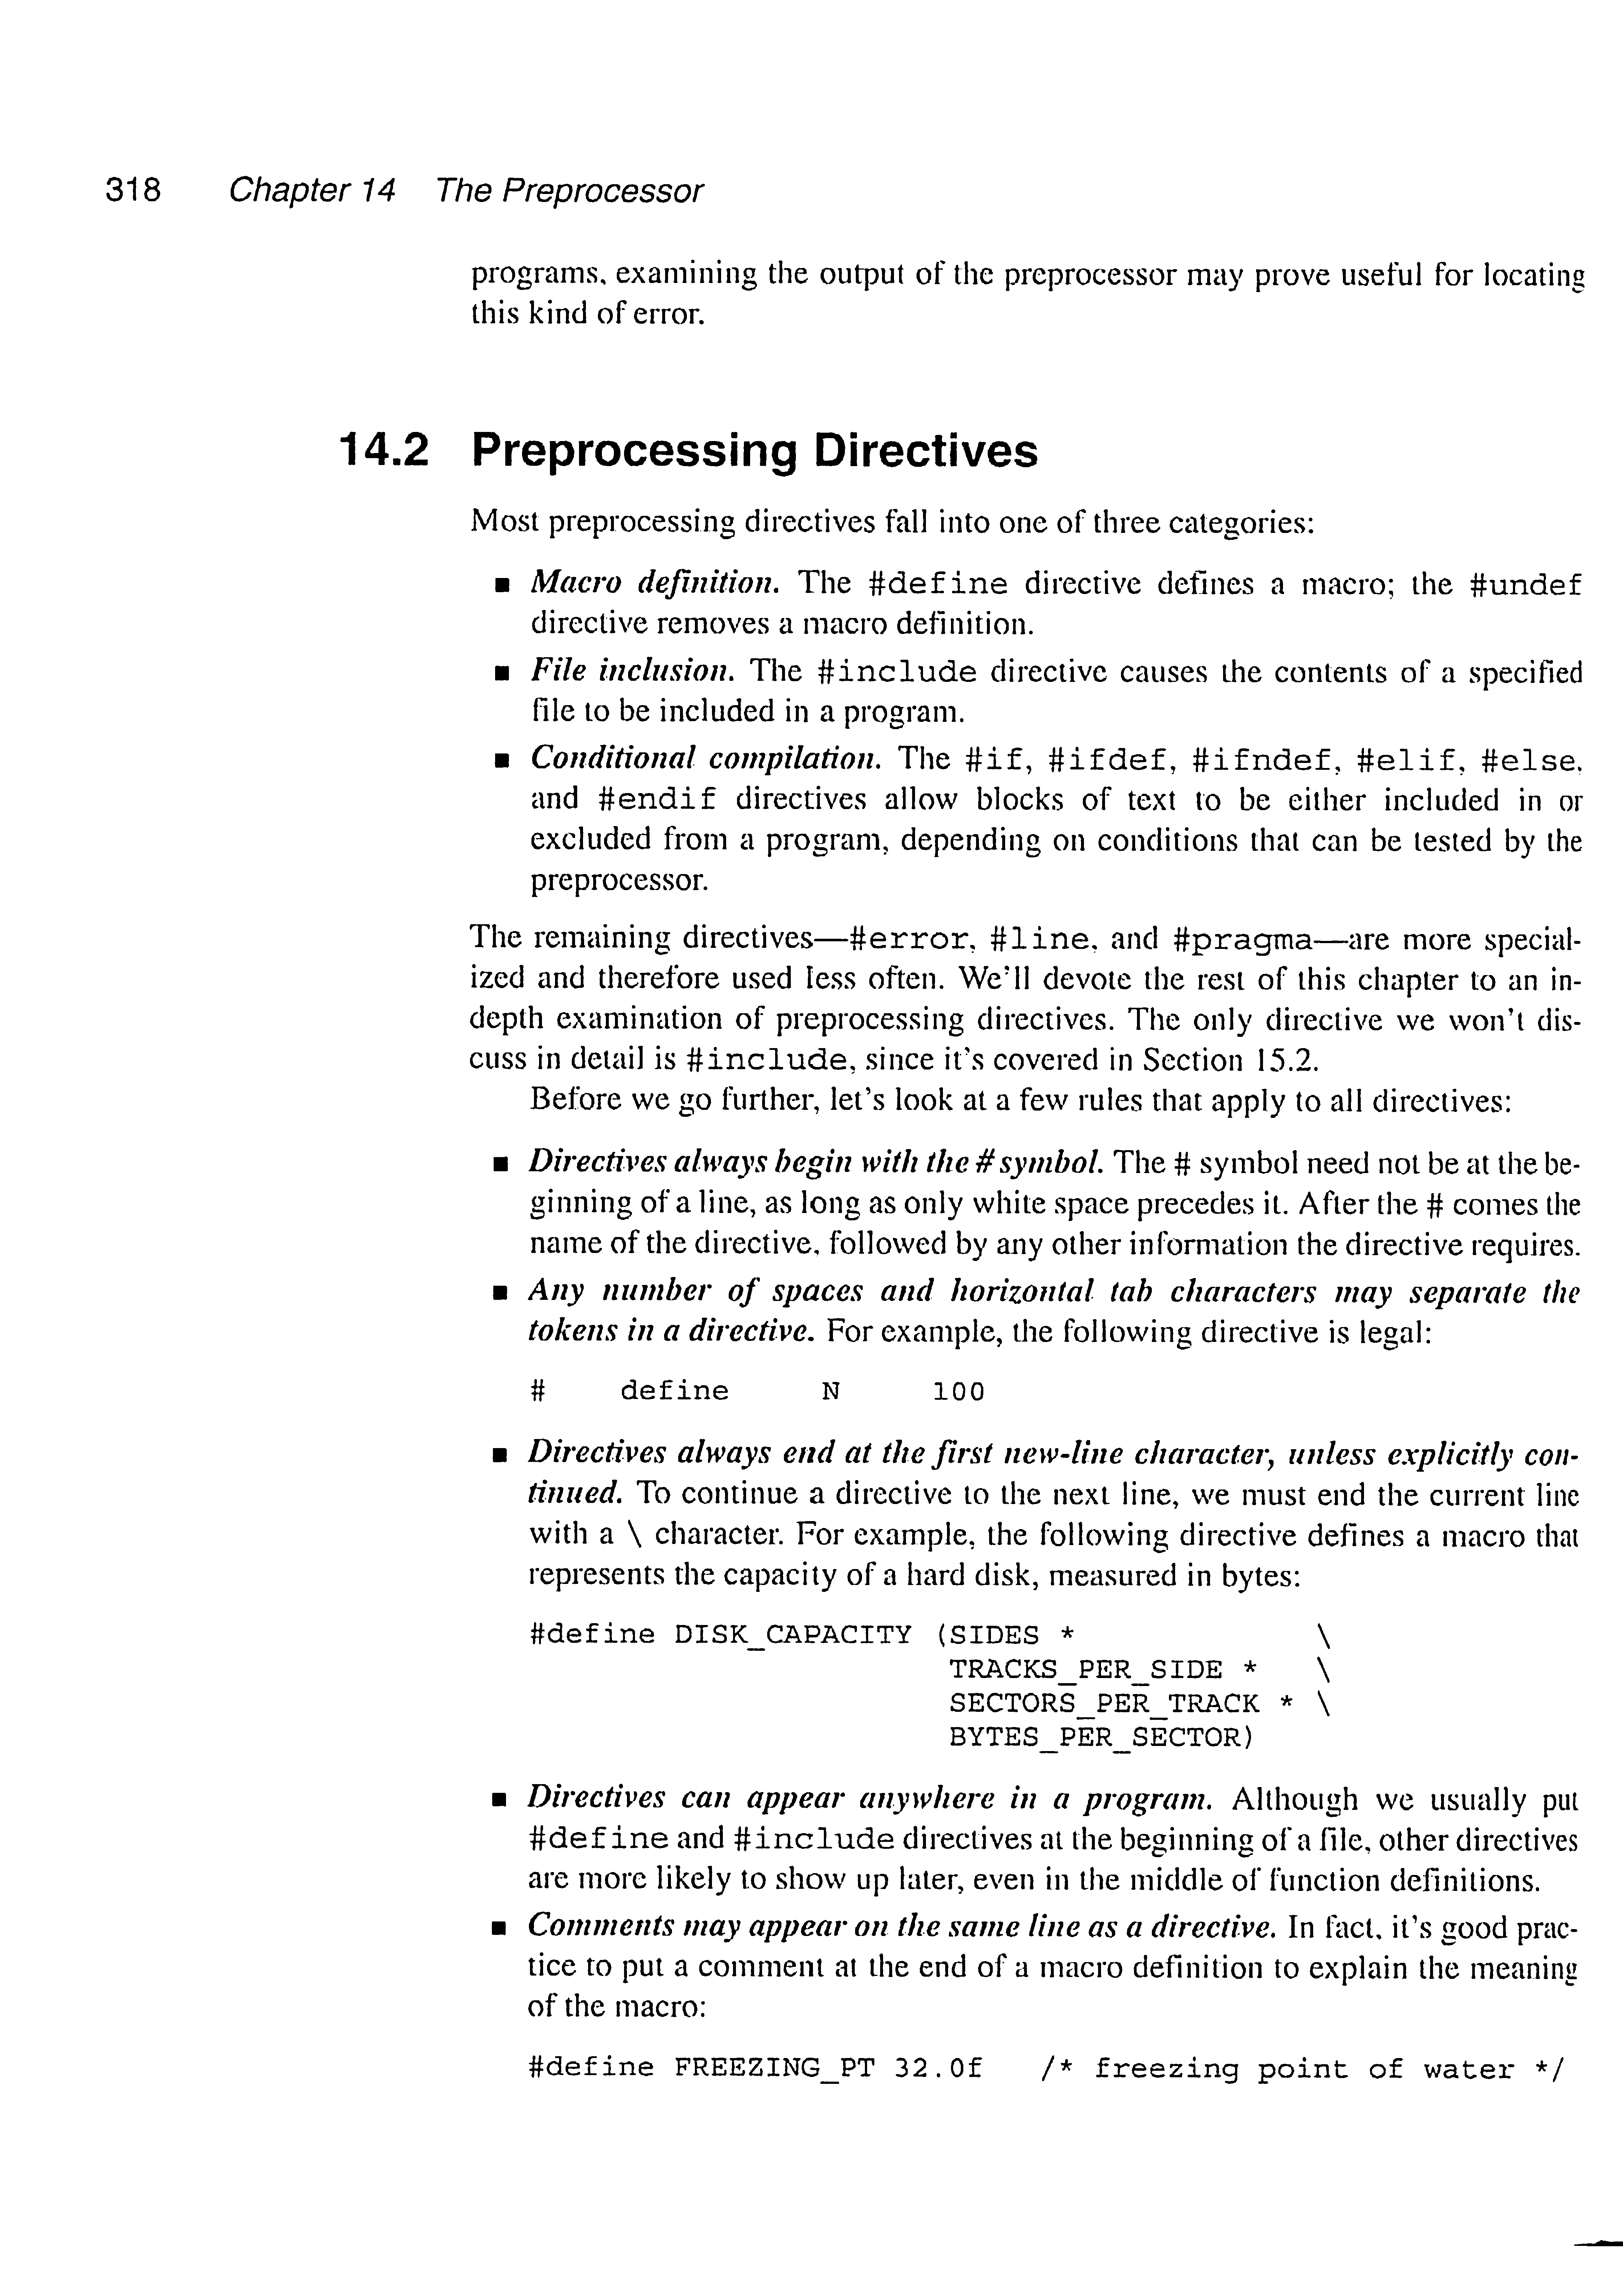 318 Chapter 14 The Preprocessor
programs, examining the output of the preprocessor may prove useful for locating
this kind of error.
14.2 Preprocessing Directives
Most preprocessing directives fall into one of three categories:
■ Macro definition. The #define directive defines a macro; the #undef
directive removes a macro definition.
■ File inclusion. The #include directive causes the contents of a specified
file to be included in a program.
■ Conditional compilation. The #if, #ifdef, #ifndef, #elif, #else,
and #endif directives allow blocks of text to be either included in or
excluded from a program, depending on conditions that can be tested by the
preprocessor.
The remaining directives—#error, #line, and #pragma—are more special-
ized and therefore used less often. We'll devote the rest of this chapter to an in-
depth examination of preprocessing directives. The only directive we won't dis-
cuss in detail is #include, since it's covered in Section 15.2.
Before we go further, let's look at a few rules that apply to all directives:
■ Directives always begin with the # symbol. The # symbol need not be at the be-
ginning of a line, as long as only white space precedes it. After the # comes the
name of the directive, followed by any other information the directive requires.
■ Any number of spaces and horizontal tab characters may separate the
tokens in a directive. For example, the following directive is legal:
#    define    N    100
■ Directives always end at the first new-line character, unless explicitly con-
tinued. To continue a directive to the next line, we must end the current line
with a \ character. For example, the following directive defines a macro that
represents the capacity of a hard disk, measured in bytes:
#define DISK_CAPACITY (SIDES *             \
                       TRACKS_PER_SIDE *   \
                       SECTORS_PER_TRACK * \
                       BYTES_PER_SECTOR)
■ Directives can appear anywhere in a program. Although we usually put
#define and #include directives at the beginning of a file, other directives
are more likely to show up later, even in the middle of function definitions.
■ Comments may appear on the same line as a directive. In fact, it's good prac-
tice to put a comment at the end of a macro definition to explain the meaning
of the macro:
#define FREEZING_PT 32.0f   /* freezing point of water */